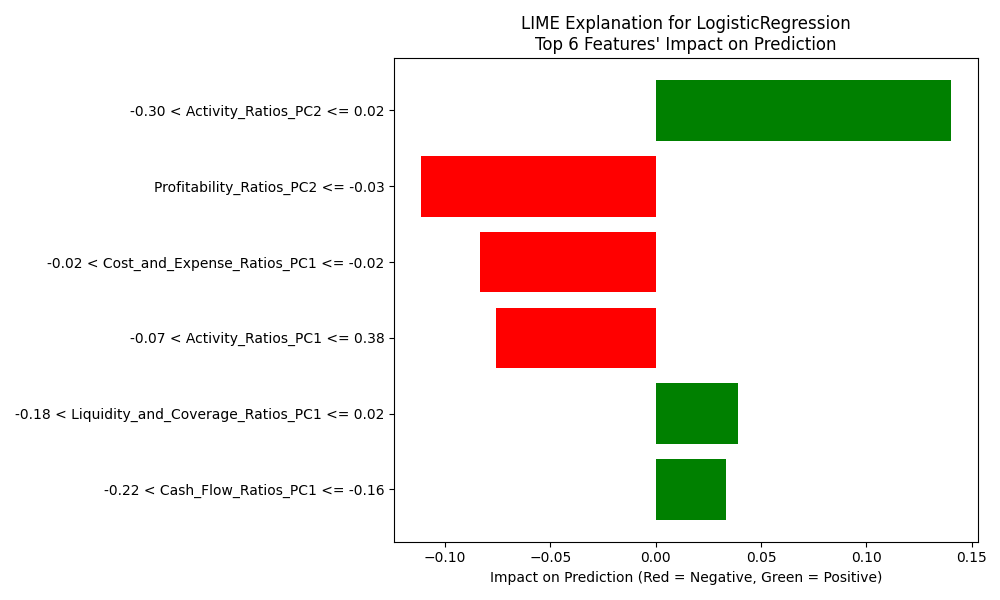 LIME Explanation for LogisticRegression
Top 6 Features' Impact on Prediction
-0.30 < Activity_Ratios_PC2 <= 0.02
Profitability_Ratios_PC2 <= -0.03
-0.02 < Cost_and_Expense_Ratios_PC1 <= -0.02
-0.07 < Activity_Ratios_PC1 <= 0.38
-0.18 < Liquidity_and_Coverage_Ratios_PC1 <= 0.02
-0.22 < Cash_Flow_Ratios_PC1 <= -0.16
−0.10 −0.05 0.00 0.05 0.10 0.15
Impact on Prediction (Red = Negative, Green = Positive)